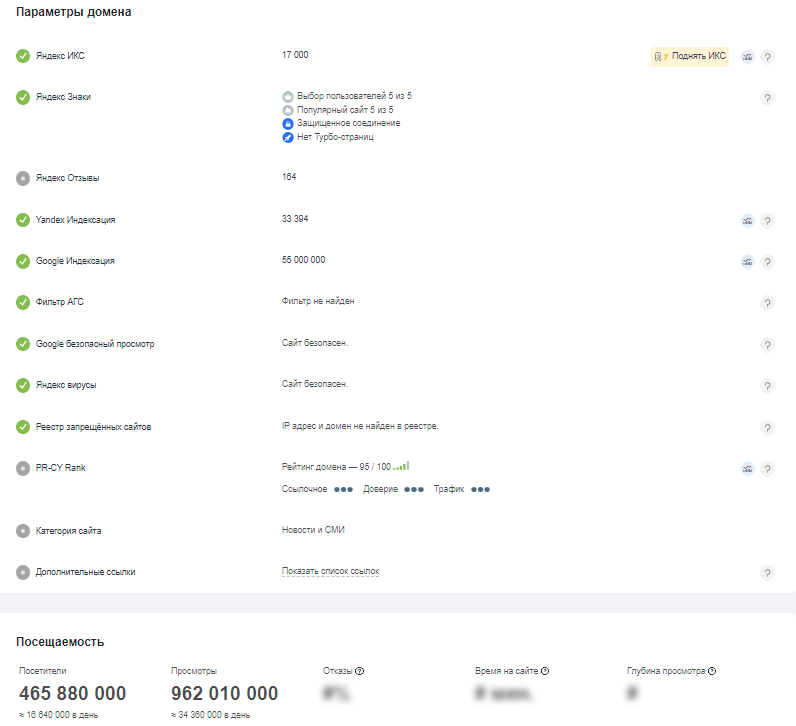 Параметры домена
Яндекс ИКС 17 000 Поднять ИКС ?
Яндекс Знаки Выбор пользователей 5 из 5 ?
Популярный сайт 5 из 5
Защищенное соединение
Нет Турбо-страниц
Яндекс Отзывы 164
Yandex Индексация 33 394 ?
Google Индексация 55 000 000 ?
Фильтр АГС Фильтр не найден ?
Google безопасный просмотр Сайт безопасен. ?
Яндекс вирусы Сайт безопасен. ?
Реестр запрещённых сайтов IP адрес и домен не найден в реестре. ?
PR-CY Rank Рейтинг домена — 95 / 100 ?
Ссылочное Доверие Трафик
Категория сайта Новости и СМИ
Дополнительные ссылки Показать список ссылок ?
Посещаемость
Посетители Просмотры Отказы ? Время на сайте ? Глубина просмотра ?
465 880 000 962 010 000
≈ 16 640 000 в день ≈ 34 360 000 в день